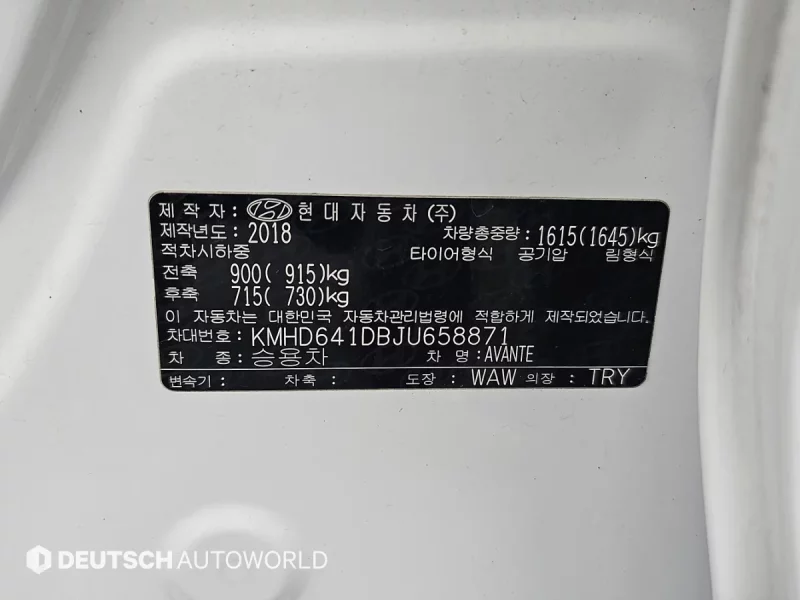 제작자: 현대자동차(주)
제작년도: 2018 차량총중량: 1615(1645)kg
적차시하중 타이어형식 공기압 림형식
전축 900( 915)kg
후축 715( 730)kg
이 자동차는 대한민국 자동차관리법령에 적합하게 제작되었습니다.
차대번호: KMHD641DBJU658871
차 종: 승용차 차 명: AVANTE
변속기: 차축: 도장: WAW 의장: TRY
DEUTSCH AUTOWORLD